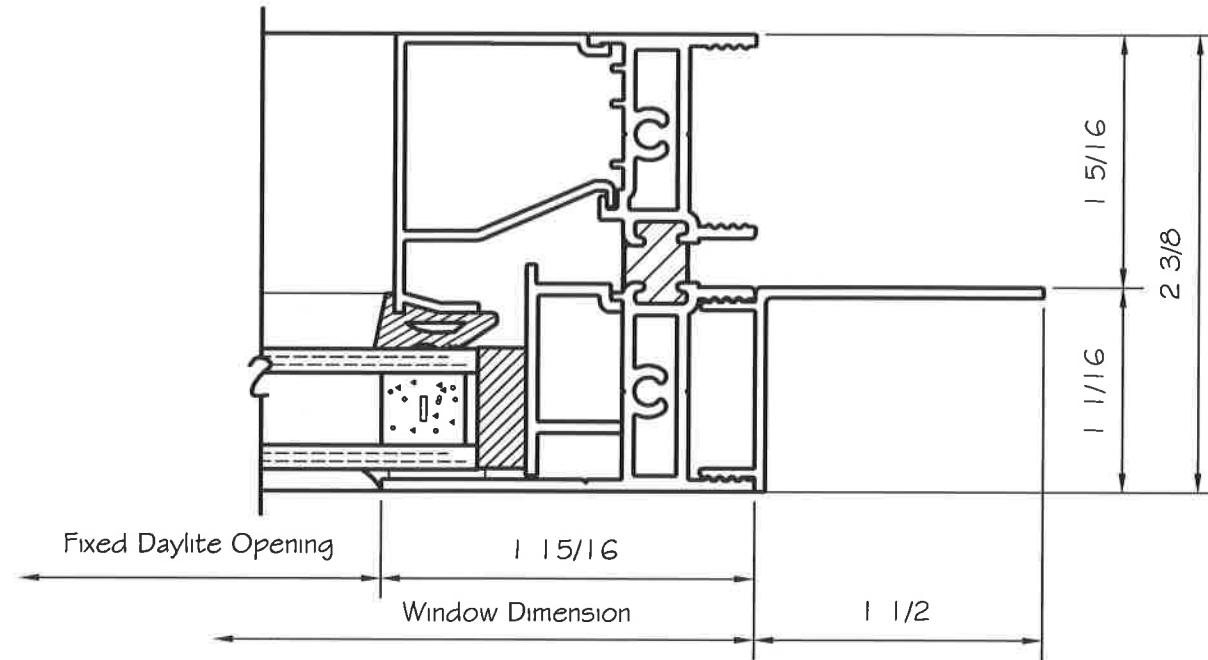 1 5/16
2 3/8
1 1/16
Fixed Daylite Opening
1 15/16
Window Dimension
1 1/2